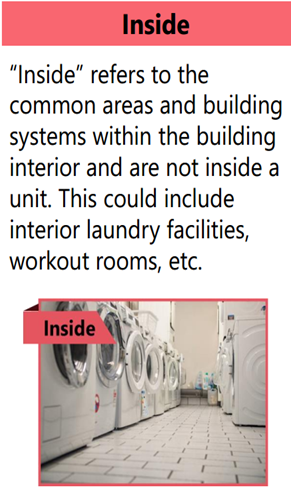 Inside
“Inside” refers to the
common areas and building
systems within the building
interior and are not inside a
unit. This could include
interior laundry facilities,
workout rooms, etc.
Inside